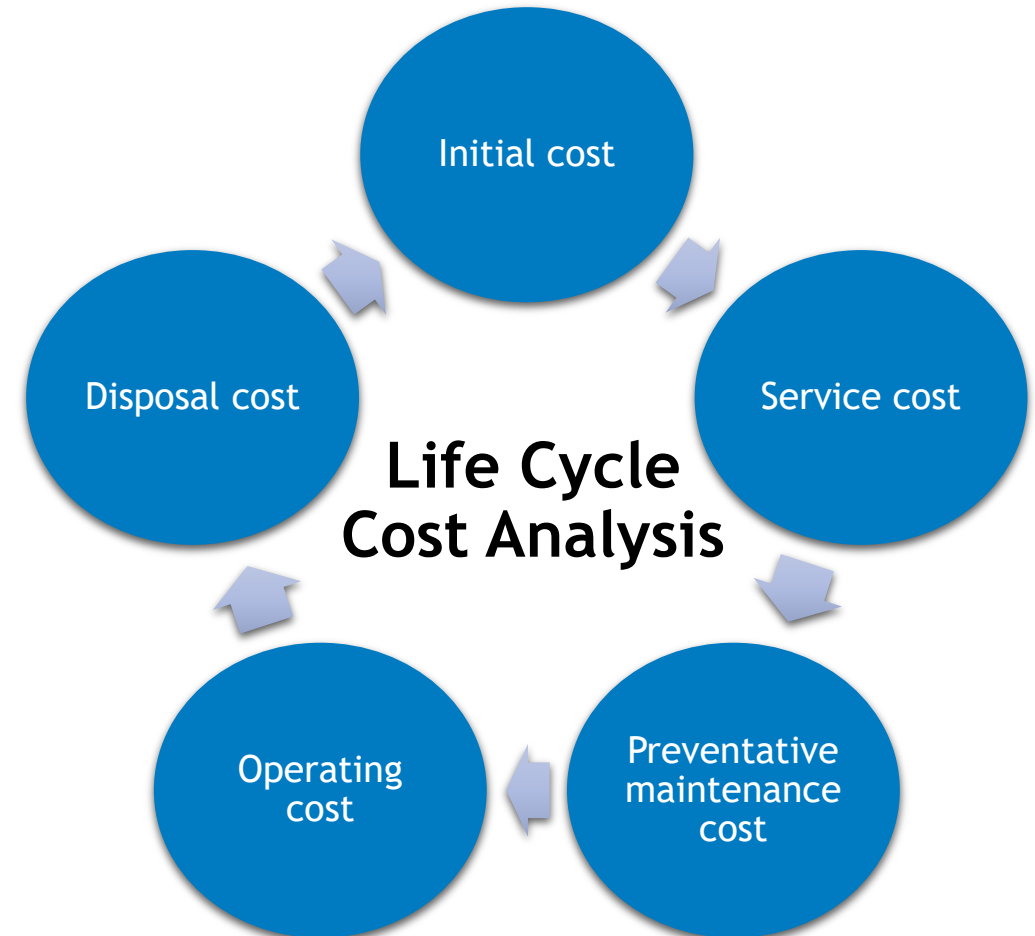 Initial cost
Disposal cost
Service cost
Life Cycle
Cost Analysis
Operating
cost
Preventative
maintenance
cost